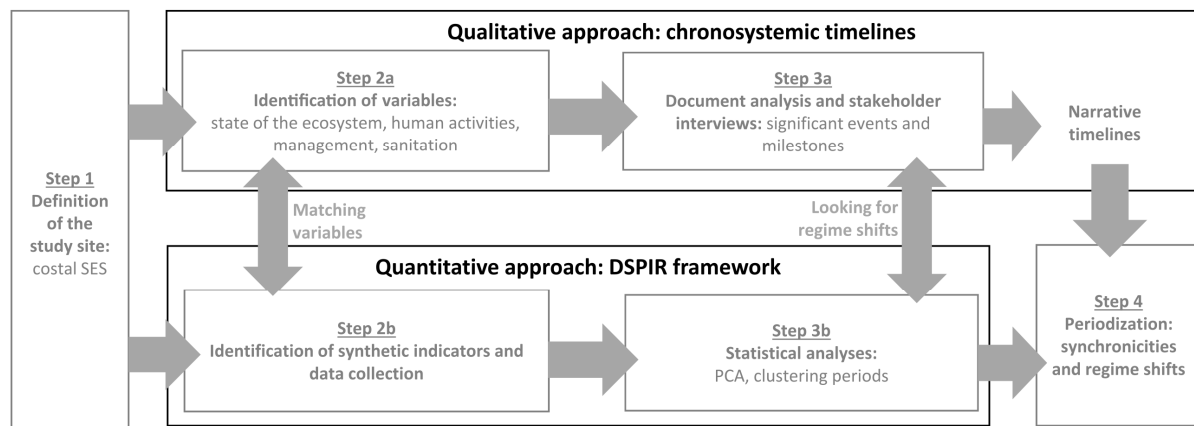 Qualitative approach: chronosystemic timelines
Step 1
Definition
of the
study site:
costal SES
Step 2a
Identification of variables:
state of the ecosystem, human activities,
management, sanitation
Step 3a
Document analysis and stakeholder
interviews: significant events and
milestones
Narrative
timelines
Matching
variables
Looking for
regime shifts
Quantitative approach: DSPIR framework
Step 2b
Identification of synthetic indicators and
data collection
Step 3b
Statistical analyses:
PCA, clustering periods
Step 4
Periodization:
synchronicities
and regime shifts